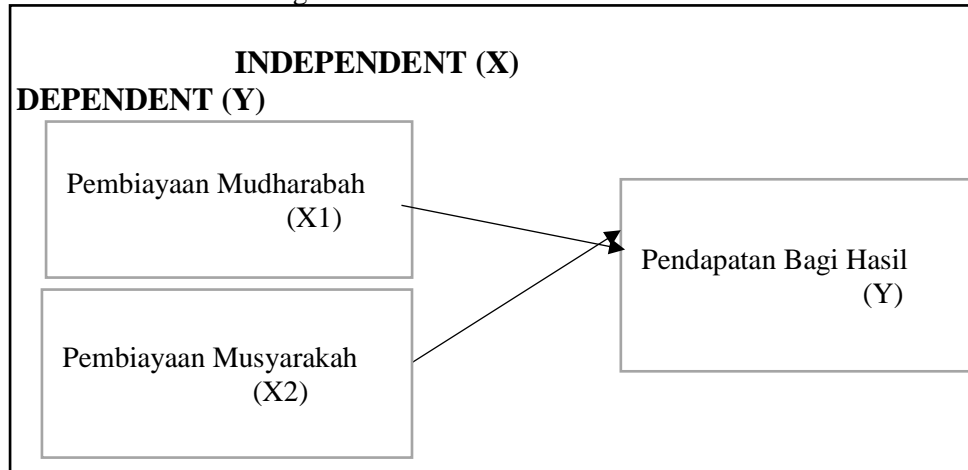 INDEPENDENT (X)
DEPENDENT (Y)
Pembiayaan Mudharabah
(X1)
Pembiayaan Musyarakah
(X2)
Pendapatan Bagi Hasil
(Y)